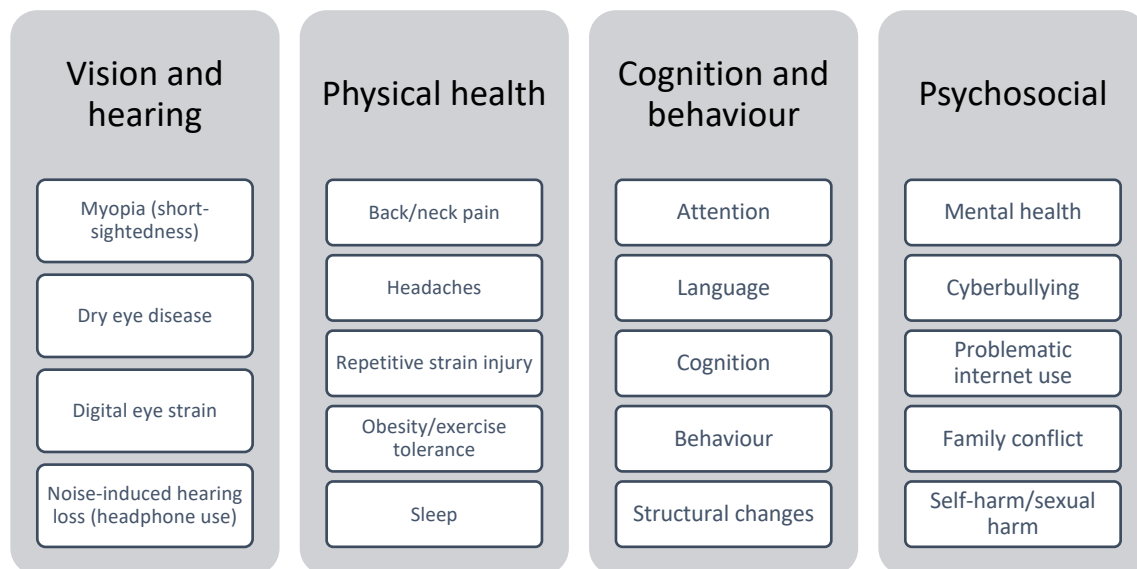 Vision and
hearing
Myopia (short-
sightedness)
Dry eye disease
Digital eye strain
Noise-induced hearing
loss (headphone use)
Physical health
Back/neck pain
Headaches
Repetitive strain injury
Obesity/exercise
tolerance
Sleep
Cognition and
behaviour
Attention
Language
Cognition
Behaviour
Structural changes
Psychosocial
Mental health
Cyberbullying
Problematic
internet use
Family conflict
Self-harm/sexual
harm